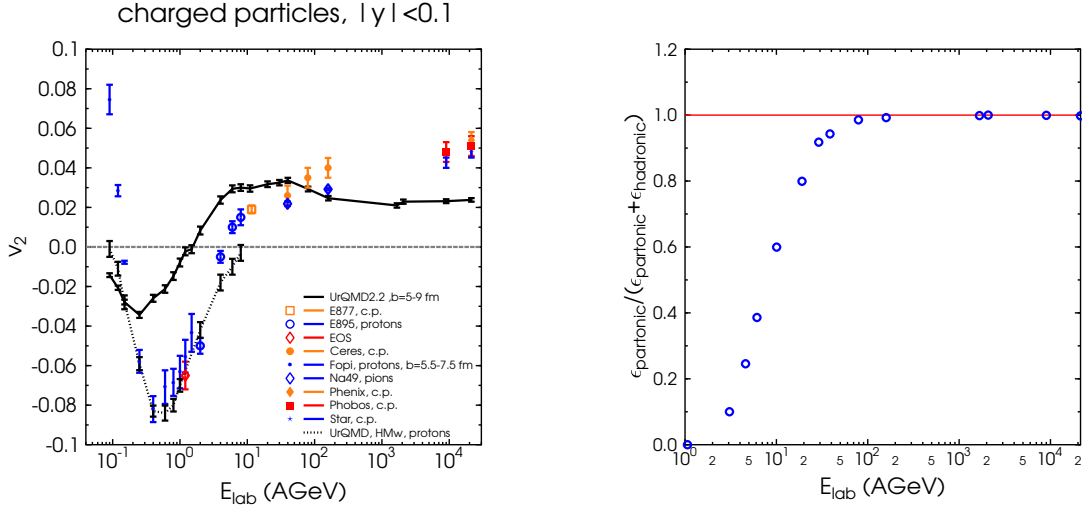 charged particles, |y|<0.1
0.1
0.08
0.06
0.04
0.02
0.0
-0.02
-0.04
-0.06
-0.08
-0.1
v2
10-1 100 101 102 103 104
Elab (AGeV)
UrQMD2.2 ,b=5-9 fm
E877, c.p.
E895, protons
EOS
Ceres, c.p.
Fopi, protons, b=5.5-7.5 fm
Na49, pions
Phenix, c.p.
Phobos, c.p.
Star, c.p.
UrQMD, HMw, protons
1.2
1.0
0.8
0.6
0.4
0.2
0.0
εpartonic/(εpartonic+εhadronic)
100 2 5 101 2 5 102 2 5 103 2 5 104 2
Elab (AGeV)